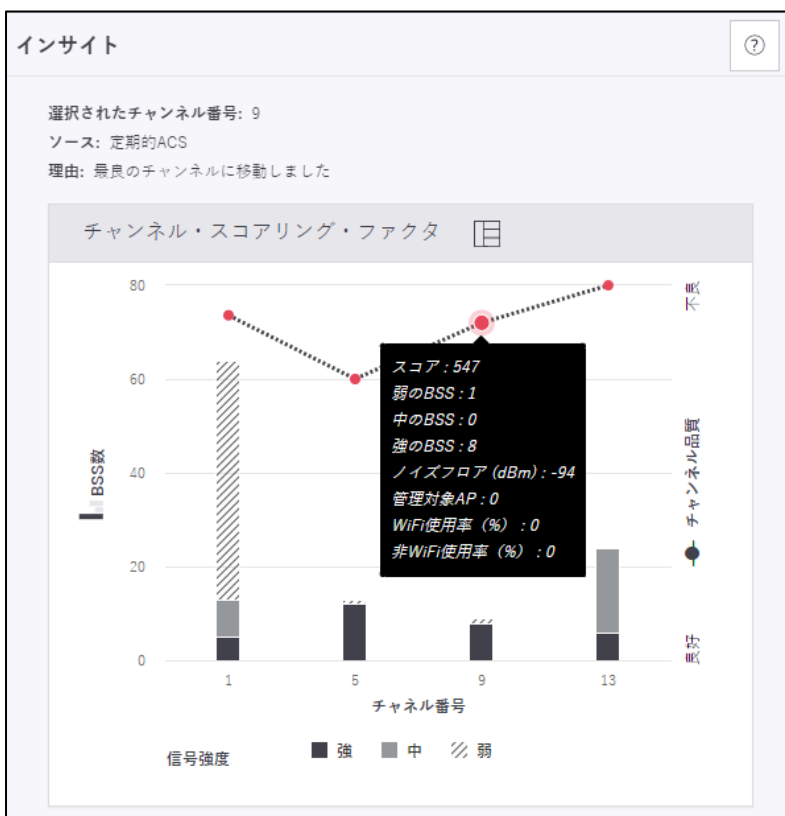 インサイト
?
選択されたチャンネル番号: 9
ソース: 定期的ACS
理由: 最良のチャンネルに移動しました
チャンネル・スコアリング・ファクタ
80
60
40
20
0
BSS数
不良
チャンネル品質
良好
スコア : 547
弱のBSS : 1
中のBSS : 0
強のBSS : 8
ノイズフロア (dBm) : -94
管理対象AP : 0
WiFi使用率（%）: 0
非WiFi使用率（%）: 0
1 5 9 13
チャネル番号
信号強度 強 中 弱